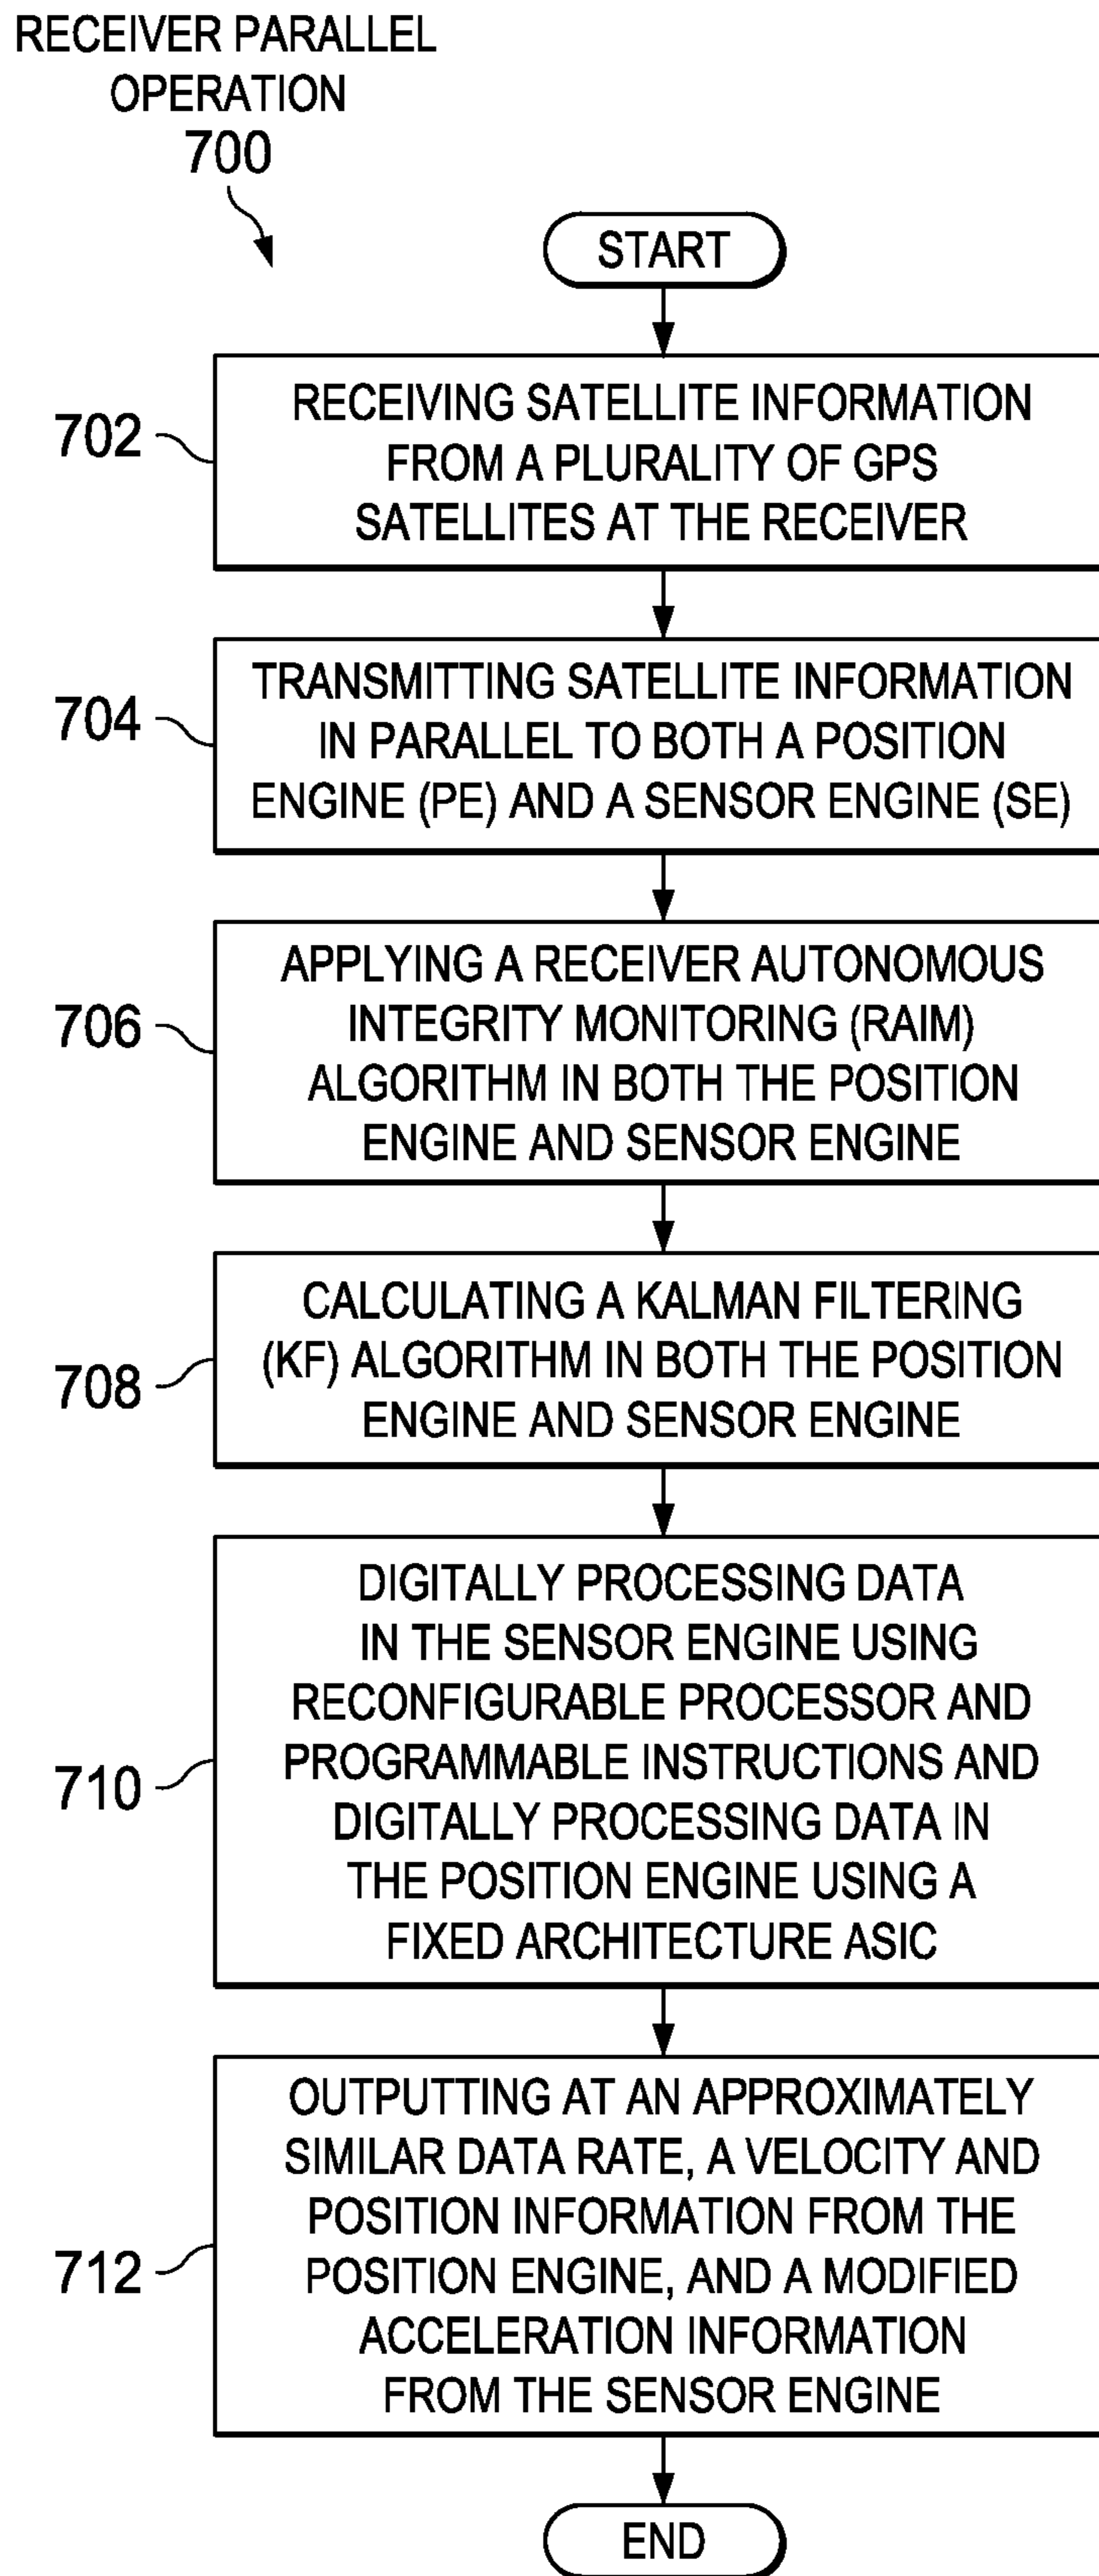 RECEIVER PARALLEL
OPERATION
700
START
702
RECEIVING SATELLITE INFORMATION
FROM A PLURALITY OF GPS
SATELLITES AT THE RECEIVER
704
TRANSMITTING SATELLITE INFORMATION
IN PARALLEL TO BOTH A POSITION
ENGINE (PE) AND A SENSOR ENGINE (SE)
706
APPLYING A RECEIVER AUTONOMOUS
INTEGRITY MONITORING (RAIM)
ALGORITHM IN BOTH THE POSITION
ENGINE AND SENSOR ENGINE
708
CALCULATING A KALMAN FILTERING
(KF) ALGORITHM IN BOTH THE POSITION
ENGINE AND SENSOR ENGINE
710
DIGITALLY PROCESSING DATA
IN THE SENSOR ENGINE USING
RECONFIGURABLE PROCESSOR AND
PROGRAMMABLE INSTRUCTIONS AND
DIGITALLY PROCESSING DATA IN
THE POSITION ENGINE USING A
FIXED ARCHITECTURE ASIC
712
OUTPUTTING AT AN APPROXIMATELY
SIMILAR DATA RATE, A VELOCITY AND
POSITION INFORMATION FROM THE
POSITION ENGINE, AND A MODIFIED
ACCELERATION INFORMATION
FROM THE SENSOR ENGINE
END